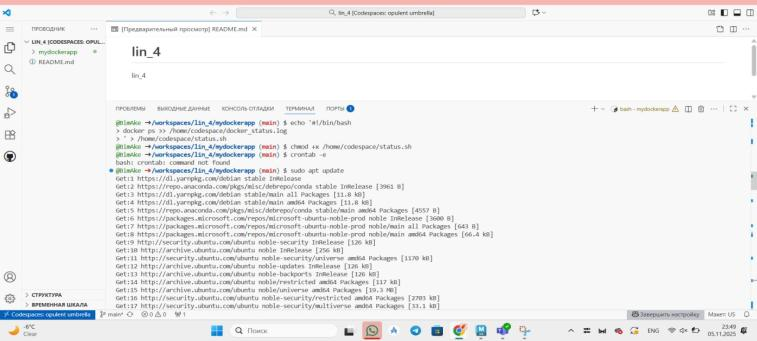 lin_4 [Codespaces: opulent umbrella]
ПРОВОДНИК
[Предварительный просмотр] README.md
LIN_4 [CODESPACES: OPUL...
mydockerapp
README.md
lin_4
lin_4
ПРОБЛЕМЫ ВЫХОДНЫЕ ДАННЫЕ КОНСОЛЬ ОТЛАДКИ ТЕРМИНАЛ ПОРТЫ 1
bash - mydockerapp
@DimAke →/workspaces/lin_4/mydockerapp (main) $ echo '#!/bin/bash
> docker ps >> /home/codespace/docker_status.log
> ' > /home/codespace/status.sh
@DimAke →/workspaces/lin_4/mydockerapp (main) $ chmod +x /home/codespace/status.sh
@DimAke →/workspaces/lin_4/mydockerapp (main) $ crontab -e
bash: crontab: command not found
@DimAke →/workspaces/lin_4/mydockerapp (main) $ sudo apt update
Get:1 https://dl.yarnpkg.com/debian stable InRelease
Get:2 https://repo.anaconda.com/pkgs/misc/debrepo/conda stable InRelease [3961 B]
Get:3 https://dl.yarnpkg.com/debian stable/main all Packages [11.8 kB]
Get:4 https://dl.yarnpkg.com/debian stable/main amd64 Packages [11.8 kB]
Get:5 https://repo.anaconda.com/pkgs/misc/debrepo/conda stable/main amd64 Packages [4557 B]
Get:6 https://packages.microsoft.com/repos/microsoft-ubuntu-noble-prod noble InRelease [3600 B]
Get:7 https://packages.microsoft.com/repos/microsoft-ubuntu-noble-prod noble/main all Packages [643 B]
Get:8 https://packages.microsoft.com/repos/microsoft-ubuntu-noble-prod noble/main amd64 Packages [66.4 kB]
Get:9 http://security.ubuntu.com/ubuntu noble-security InRelease [126 kB]
Get:10 http://archive.ubuntu.com/ubuntu noble InRelease [256 kB]
Get:11 http://security.ubuntu.com/ubuntu noble-security/universe amd64 Packages [1170 kB]
Get:12 http://archive.ubuntu.com/ubuntu noble-updates InRelease [126 kB]
Get:13 http://archive.ubuntu.com/ubuntu noble-backports InRelease [126 kB]
Get:14 http://archive.ubuntu.com/ubuntu noble/restricted amd64 Packages [117 kB]
Get:15 http://archive.ubuntu.com/ubuntu noble/universe amd64 Packages [19.3 MB]
Get:16 http://security.ubuntu.com/ubuntu noble-security/restricted amd64 Packages [2703 kB]
Get:17 http://security.ubuntu.com/ubuntu noble-security/multiverse amd64 Packages [33.1 kB]
СТРУКТУРА
ВРЕМЕННАЯ ШКАЛА
Codespaces: opulent umbrella main* 0 0 1 Завершить настройку Макет: US
-6°C
Clear
Поиск
ENG
23:49
05.11.2025